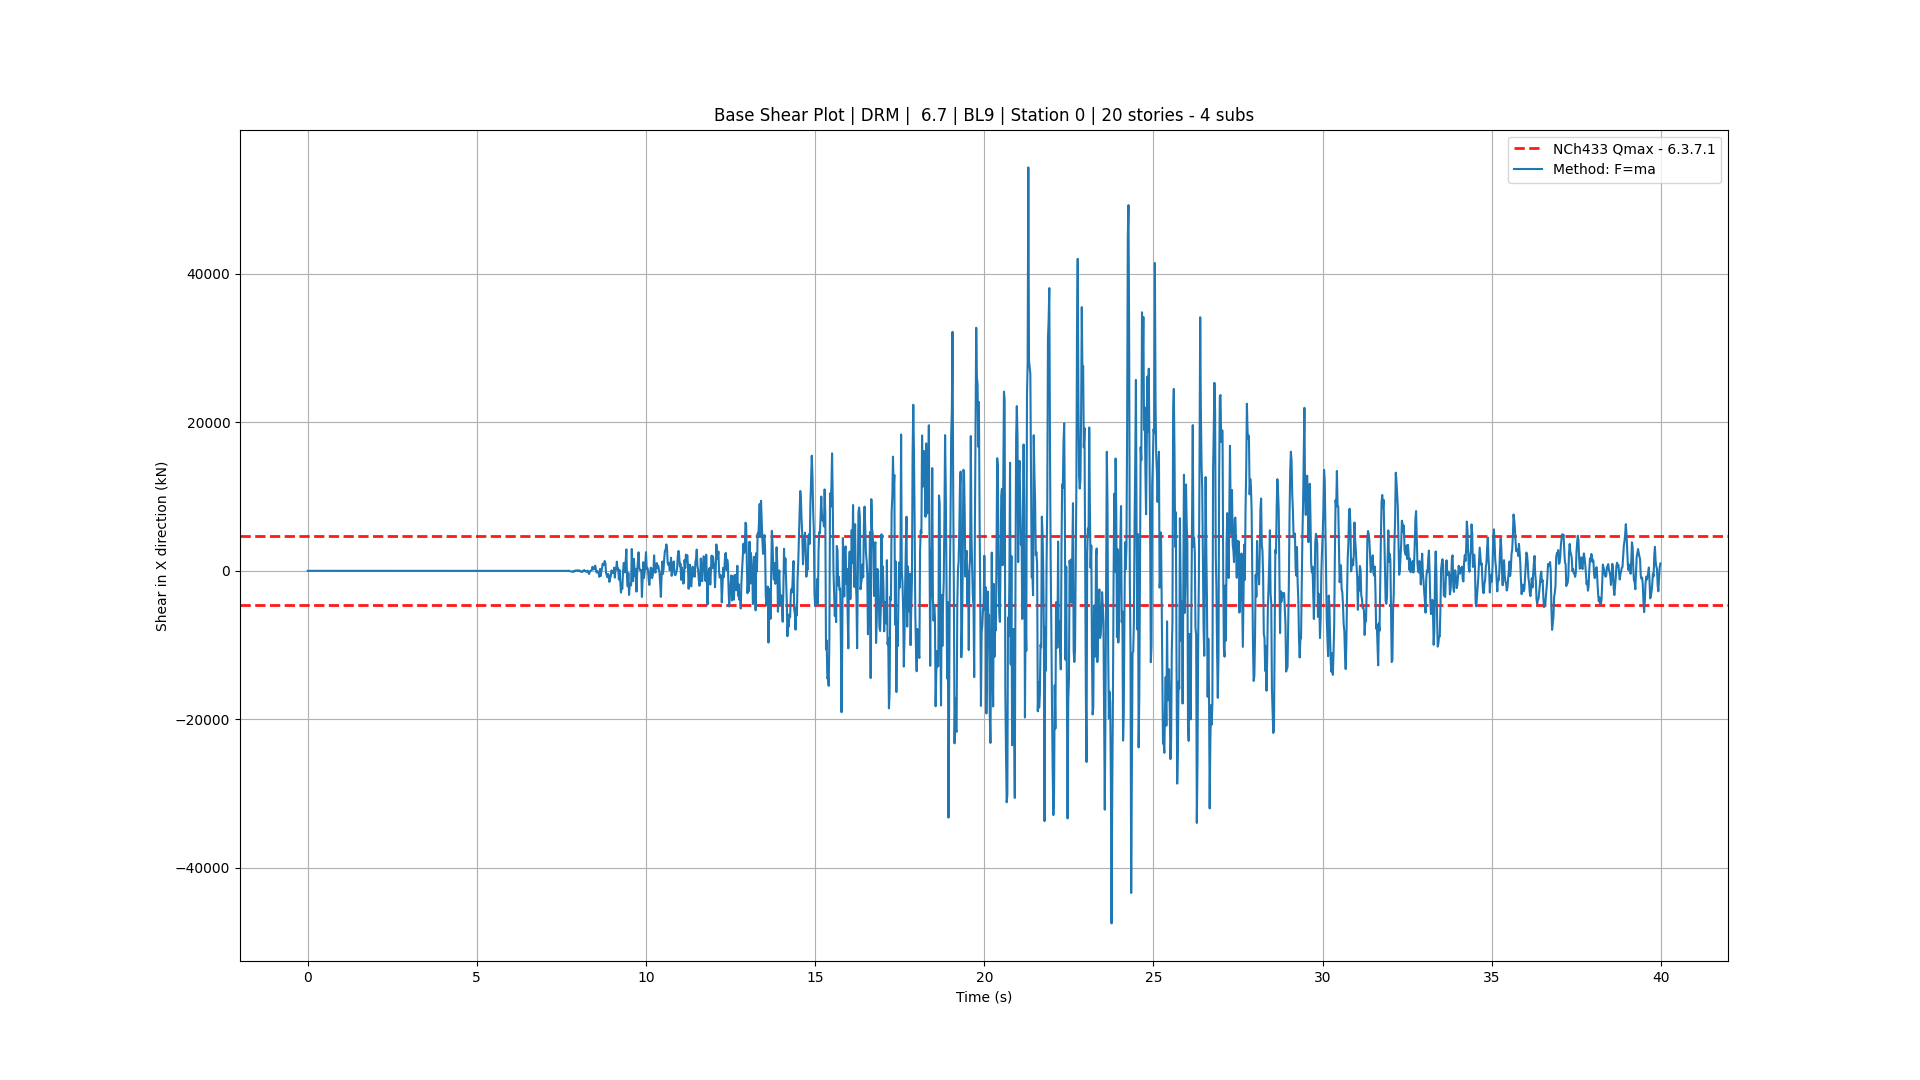 Base Shear Plot | DRM |  6.7 | BL9 | Station 0 | 20 stories - 4 subs
NCh433 Qmax - 6.3.7.1
Method: F=ma
Shear in X direction (kN)
40000
20000
0
−20000
−40000
0 5 10 15 20 25 30 35 40
Time (s)